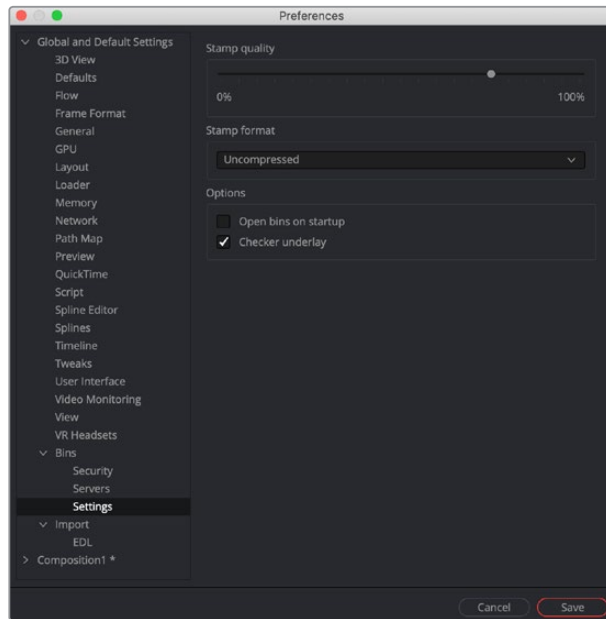 Preferences
Global and Default Settings
3D View
Defaults
Flow
Frame Format
General
GPU
Layout
Loader
Memory
Network
Path Map
Preview
QuickTime
Script
Spline Editor
Splines
Timeline
Tweaks
User Interface
Video Monitoring
View
VR Headsets
Bins
Security
Servers
Settings
Import
EDL
Composition1 *
Stamp quality
0% 100%
Stamp format
Uncompressed
Options
Open bins on startup
Checker underlay
Cancel Save